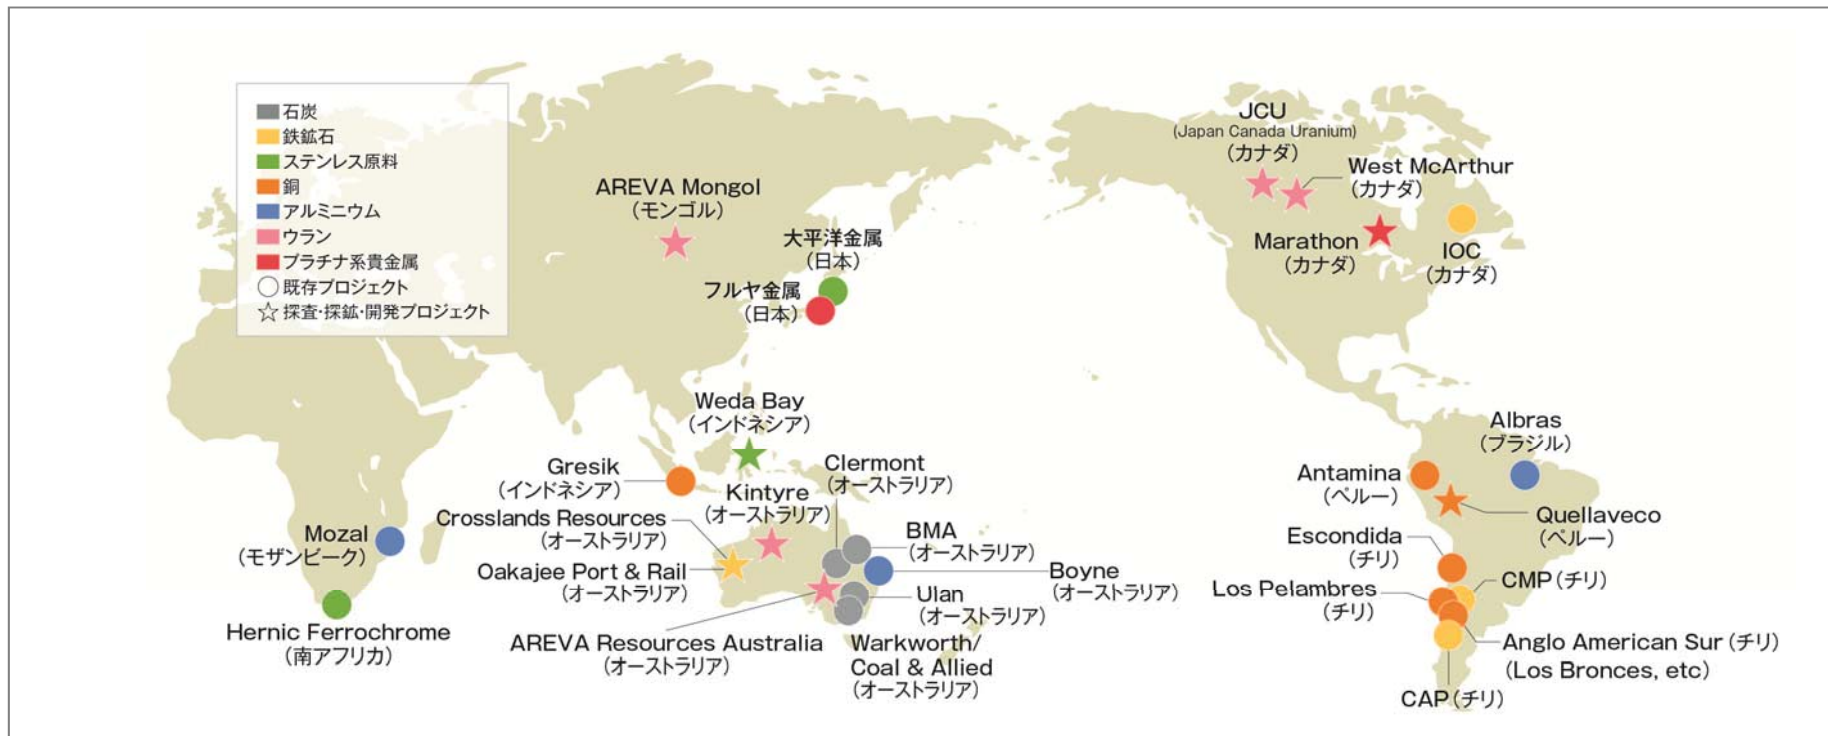 石炭
鉄鉱石
ステンレス原料
銅
アルミニウム
ウラン
プラチナ系貴金属
既存プロジェクト
探査・探鉱・開発プロジェクト
AREVA Mongol
(モンゴル)
大平洋金属
(日本)
フルヤ金属
(日本)
JCU
(Japan Canada Uranium)
(カナダ)
West McArthur
(カナダ)
Marathon
(カナダ)
IOC
(カナダ)
Weda Bay
(インドネシア)
Gresik
(インドネシア)
Clermont
(オーストラリア)
Kintyre
(オーストラリア)
Crosslands Resources
(オーストラリア)
Oakajee Port & Rail
(オーストラリア)
BMA
(オーストラリア)
Boyne
(オーストラリア)
Ulan
(オーストラリア)
AREVA Resources Australia
(オーストラリア)
Warkworth/
Coal & Allied
(オーストラリア)
Mozal
(モザンビーク)
Hernic Ferrochrome
(南アフリカ)
Albras
(ブラジル)
Antamina
(ペルー)
Quellaveco
(ペルー)
Escondida
(チリ)
CMP(チリ)
Los Pelambres
(チリ)
Anglo American Sur(チリ)
(Los Bronces, etc)
CAP(チリ)